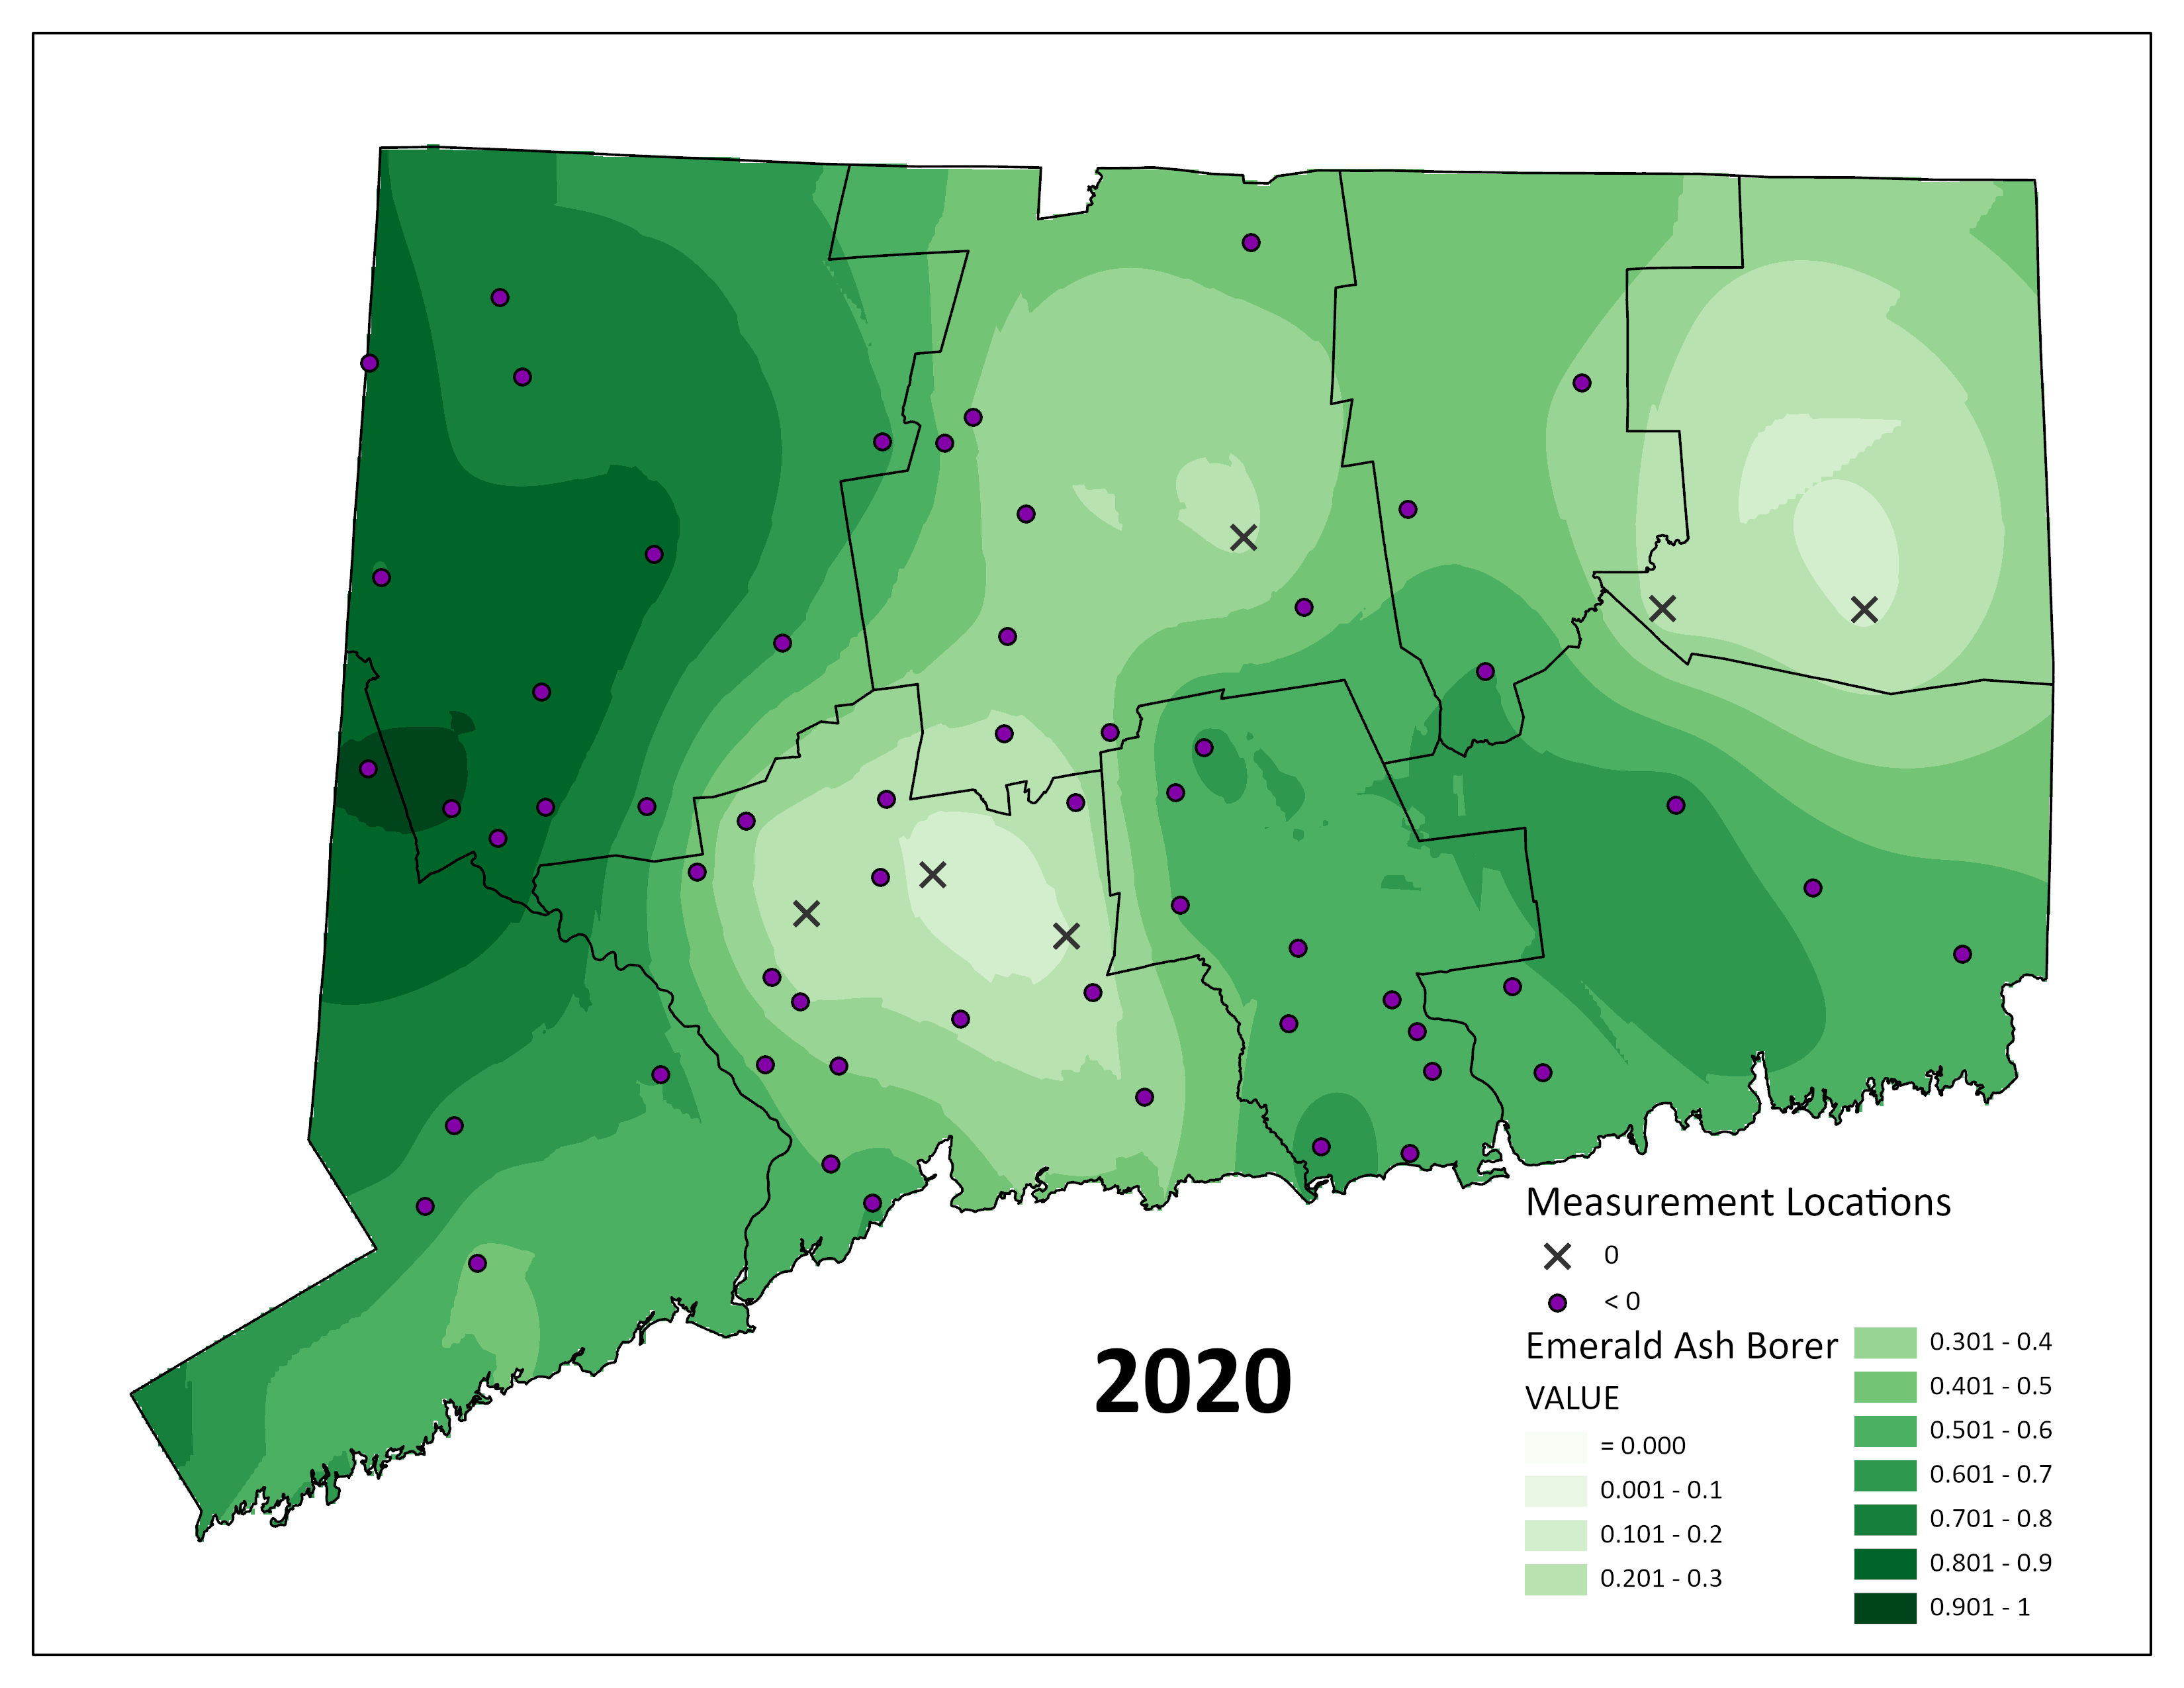 2020
Measurement Locations
0
< 0
Emerald Ash Borer
VALUE
= 0.000
0.001 - 0.1
0.101 - 0.2
0.201 - 0.3
0.301 - 0.4
0.401 - 0.5
0.501 - 0.6
0.601 - 0.7
0.701 - 0.8
0.801 - 0.9
0.901 - 1